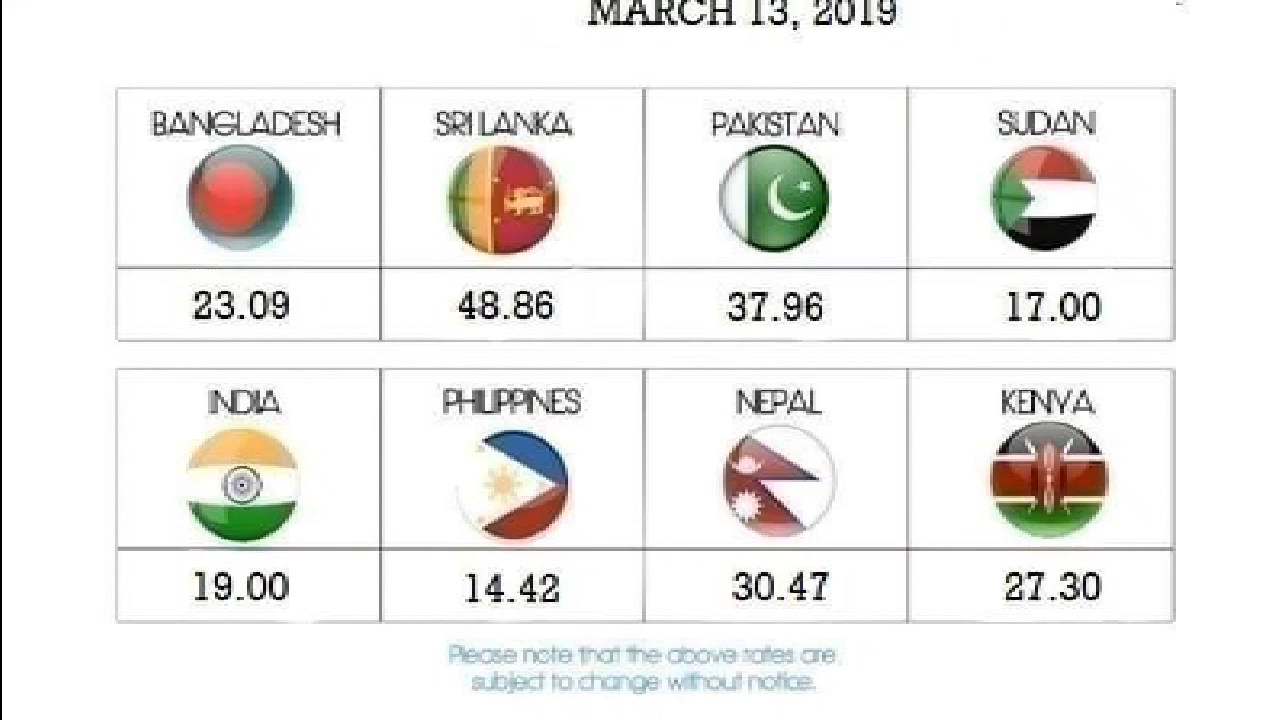 MARCH 13, 2019
BANGLADESH SRI LANKA PAKISTAN SUDAN
23.09 48.86 37.96 17.00
INDIA PHILIPPINES NEPAL KENYA
19.00 14.42 30.47 27.30
Please note that the above rates are
subject to change without notice.